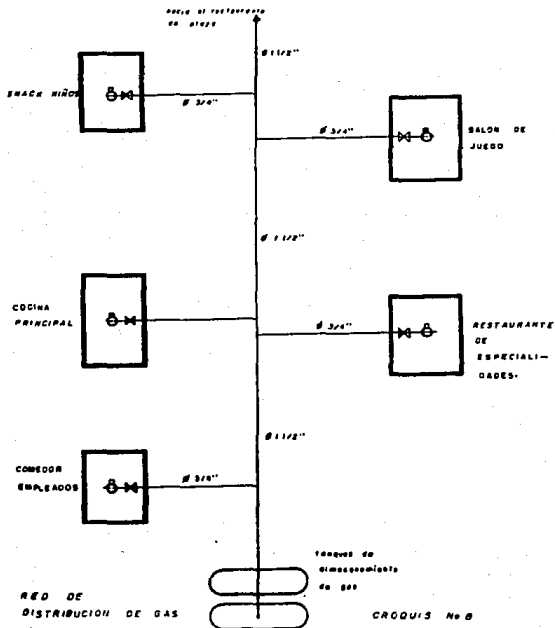 hacia el restaurante
de playa
Ø 1 1/2"
SNACK NIÑOS
Ø 3/4"
Ø 3/4"
SALON DE
JUEGO
Ø 1 1/2"
COCINA
PRINCIPAL
Ø 3/4"
RESTAURANTE
DE
ESPECIALI-
DADES.
Ø 1 1/2"
COMEDOR
EMPLEADOS
Ø 3/4"
tanques de
almacenamiento
de gas
RED DE
DISTRIBUCION DE GAS
CROQUIS No 8